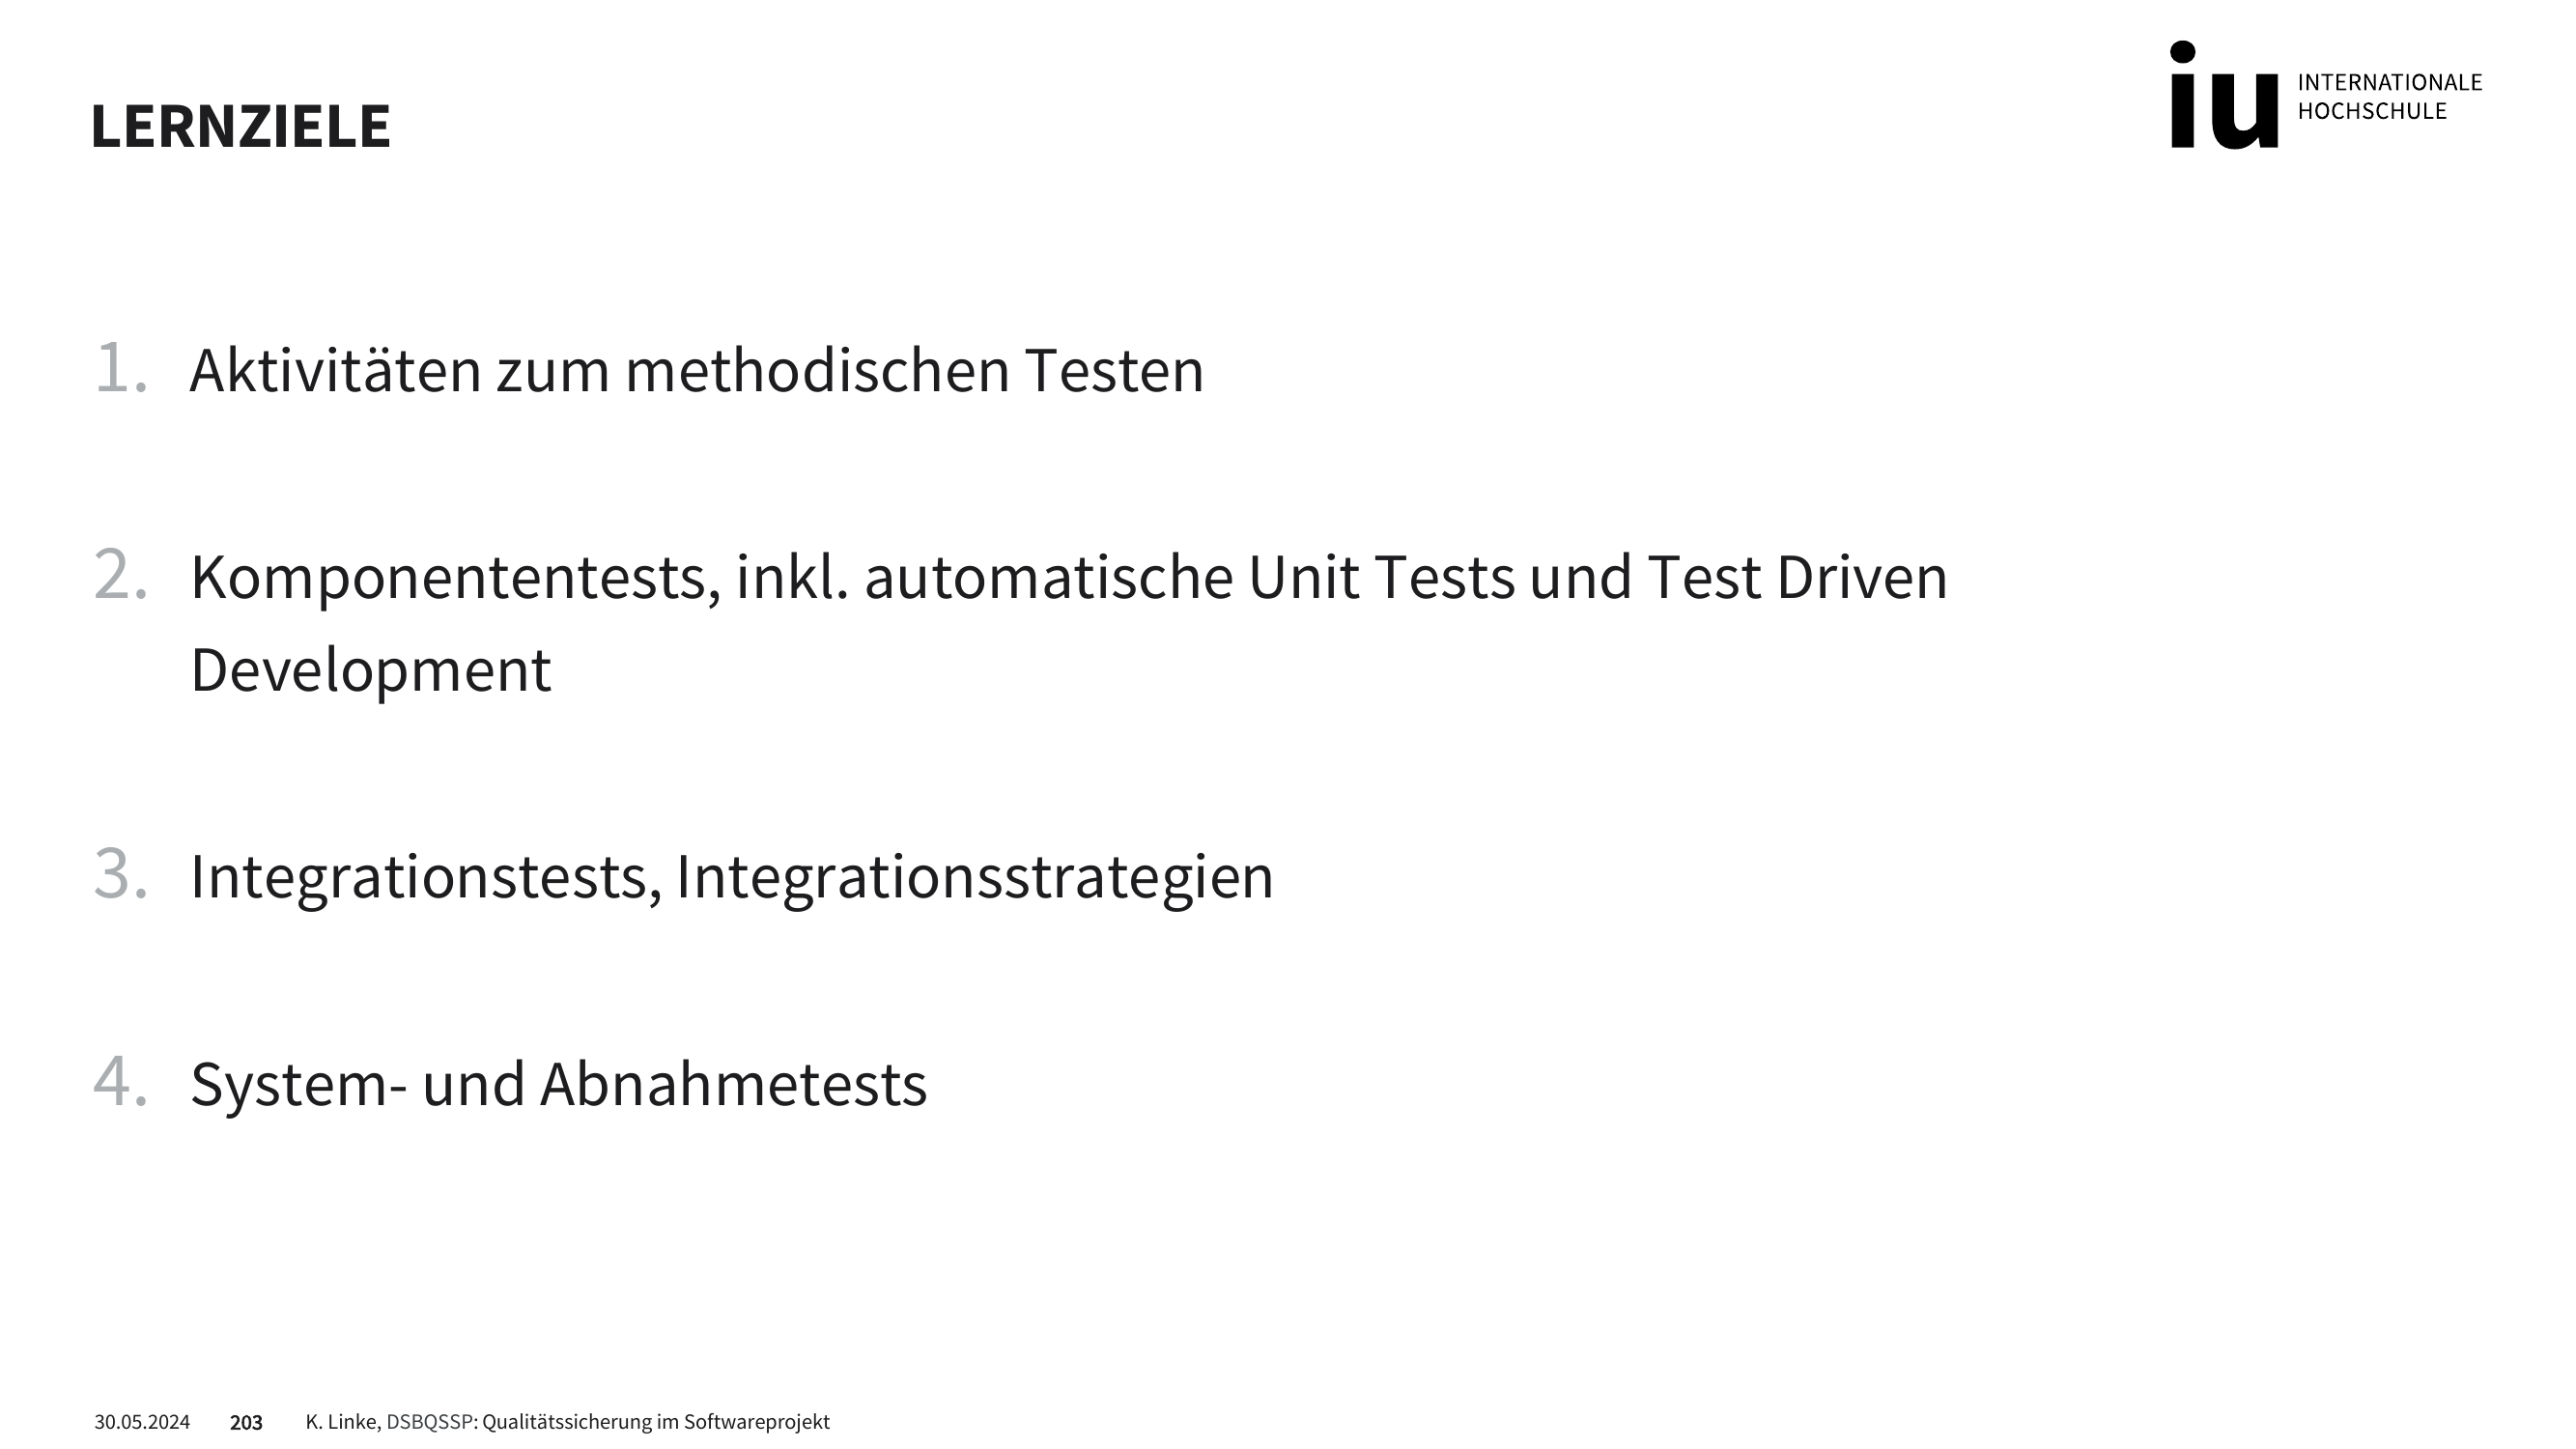 LERNZIELE
iu INTERNATIONALE
HOCHSCHULE
1. Aktivitäten zum methodischen Testen
2. Komponententests, inkl. automatische Unit Tests und Test Driven
Development
3. Integrationstests, Integrationsstrategien
4. System- und Abnahmetests
30.05.2024 203 K. Linke, DSBQSSP: Qualitätssicherung im Softwareprojekt